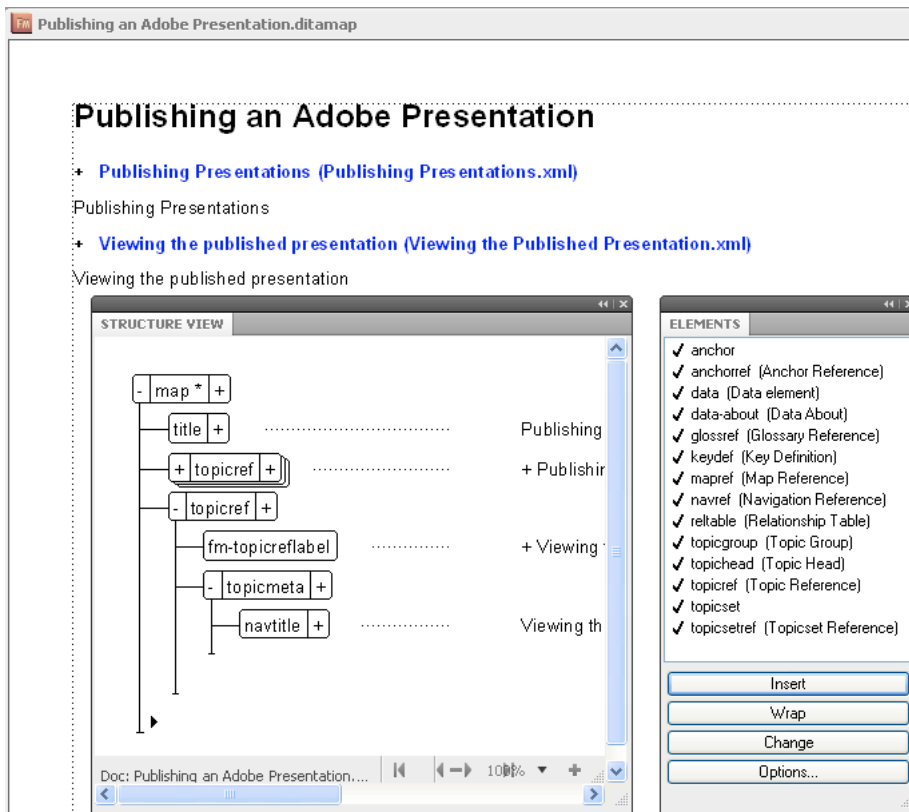 Fm Publishing an Adobe Presentation.ditamap
Publishing an Adobe Presentation
+ Publishing Presentations (Publishing Presentations.xml)
Publishing Presentations
+ Viewing the published presentation (Viewing the Published Presentation.xml)
Viewing the published presentation
STRUCTURE VIEW
- map * +
title + Publishing
+ topicref + + Publishir
- topicref +
fm-topicreflabel + Viewing
- topicmeta +
navtitle + Viewing th
Doc: Publishing an Adobe Presentation....
ELEMENTS
✓ anchor
✓ anchorref (Anchor Reference)
✓ data (Data element)
✓ data-about (Data About)
✓ glossref (Glossary Reference)
✓ keydef (Key Definition)
✓ mapref (Map Reference)
✓ navref (Navigation Reference)
✓ reltable (Relationship Table)
✓ topicgroup (Topic Group)
✓ topichead (Topic Head)
✓ topicref (Topic Reference)
✓ topicset
✓ topicsetref (Topicset Reference)
Insert
Wrap
Change
Options...